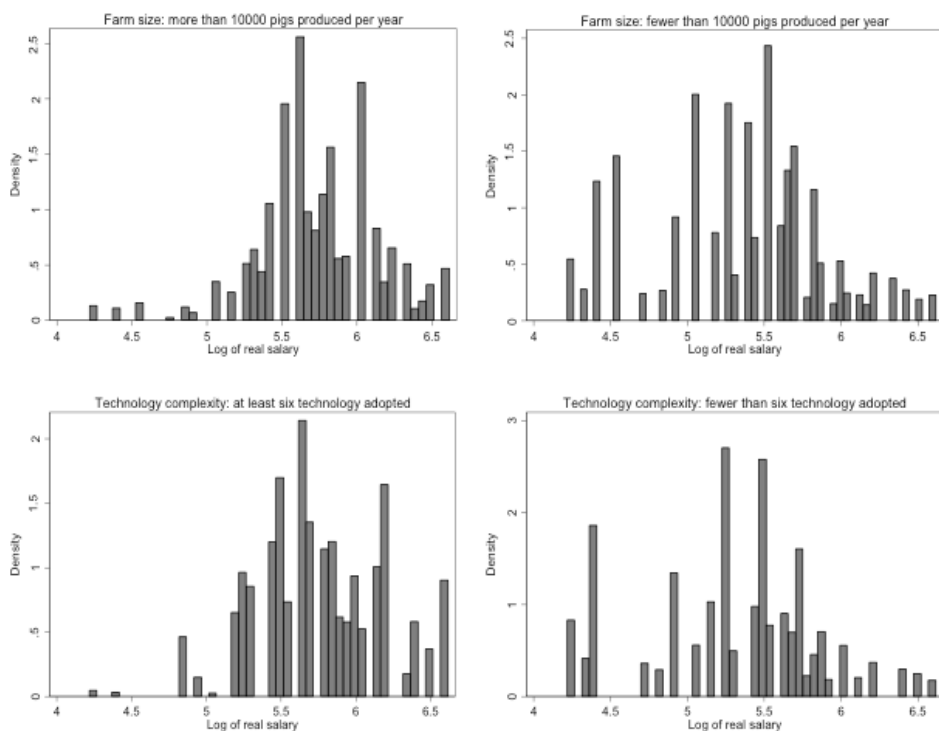 Farm size: more than 10000 pigs produced per year
Density
0 .5 1 1.5 2 2.5
4 4.5 5 5.5 6 6.5
Log of real salary
Farm size: fewer than 10000 pigs produced per year
Density
0 .5 1 1.5 2 2.5
4 4.5 5 5.5 6 6.5
Log of real salary
Technology complexity: at least six technology adopted
Density
0 .5 1 1.5 2
4 4.5 5 5.5 6 6.5
Log of real salary
Technology complexity: fewer than six technology adopted
Density
0 1 2 3
4 4.5 5 5.5 6 6.5
Log of real salary